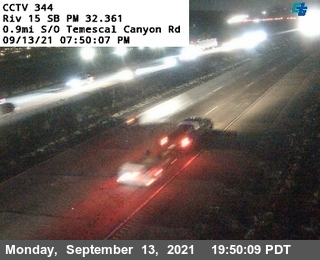 CCTV 344
Riv 15 SB PM 32.361
0.9mi S/O Temescal Canyon Rd
09/13/21 07:50:07 PM
Monday, September 13, 2021 19:50:09 PDT